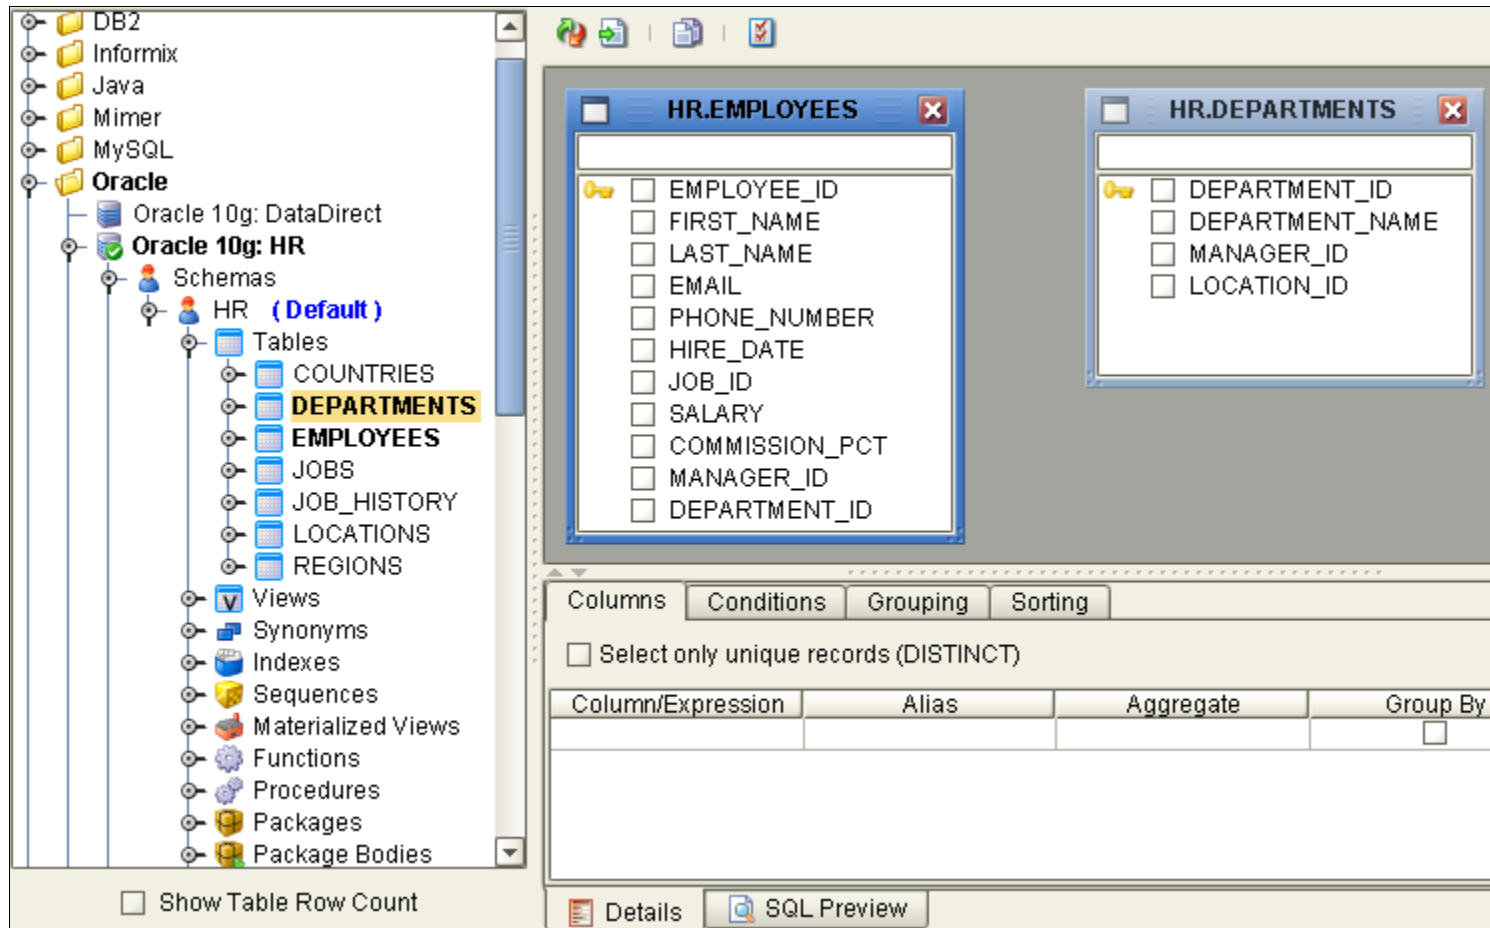 DB2
Informix
Java
Mimer
MySQL
Oracle
Oracle 10g: DataDirect
Oracle 10g: HR
Schemas
HR (Default)
Tables
COUNTRIES
DEPARTMENTS
EMPLOYEES
JOBS
JOB_HISTORY
LOCATIONS
REGIONS
Views
Synonyms
Indexes
Sequences
Materialized Views
Functions
Procedures
Packages
Package Bodies
Show Table Row Count
HR.EMPLOYEES
EMPLOYEE_ID
FIRST_NAME
LAST_NAME
EMAIL
PHONE_NUMBER
HIRE_DATE
JOB_ID
SALARY
COMMISSION_PCT
MANAGER_ID
DEPARTMENT_ID
HR.DEPARTMENTS
DEPARTMENT_ID
DEPARTMENT_NAME
MANAGER_ID
LOCATION_ID
Columns Conditions Grouping Sorting
Select only unique records (DISTINCT)
Column/Expression Alias Aggregate Group By
Details SQL Preview